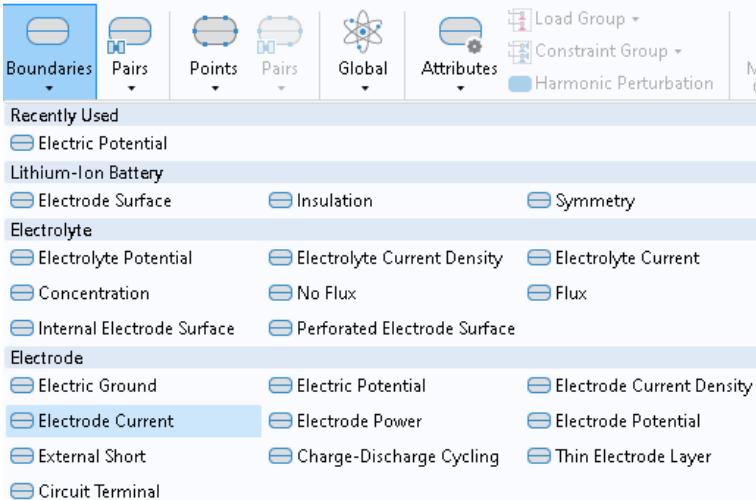 Load Group
Constraint Group
Boundaries Pairs Points Pairs Global Attributes
Harmonic Perturbation
Recently Used
Electric Potential
Lithium-Ion Battery
Electrode Surface Insulation Symmetry
Electrolyte
Electrolyte Potential Electrolyte Current Density Electrolyte Current
Concentration No Flux Flux
Internal Electrode Surface Perforated Electrode Surface
Electrode
Electric Ground Electric Potential Electrode Current Density
Electrode Current Electrode Power Electrode Potential
External Short Charge-Discharge Cycling Thin Electrode Layer
Circuit Terminal